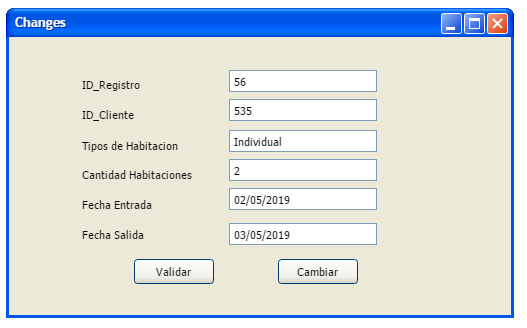 Changes
ID_Registro 56
ID_Cliente 535
Tipos de Habitacion Individual
Cantidad Habitaciones 2
Fecha Entrada 02/05/2019
Fecha Salida 03/05/2019
Validar Cambiar